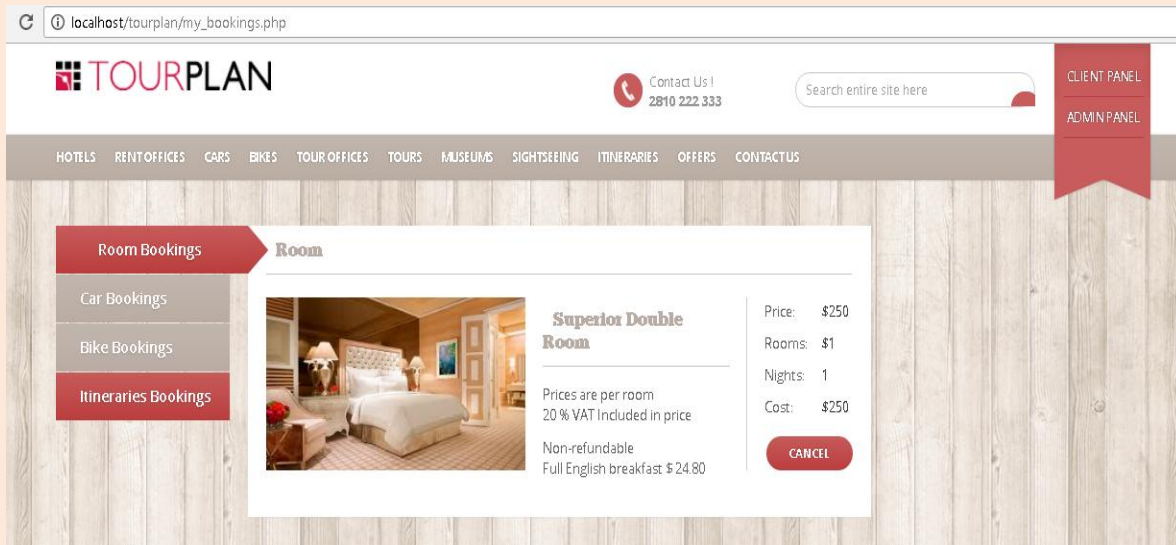 localhost/tourplan/my_bookings.php
TOURPLAN
Contact Us !
2810 222 333
Search entire site here
CLIENT PANEL
ADMIN PANEL
HOTELS RENT OFFICES CARS BIKES TOUR OFFICES TOURS MUSEUMS SIGHTSEEING ITINERARIES OFFERS CONTACT US
Room Bookings
Car Bookings
Bike Bookings
Itineraries Bookings
Room
Superior Double
Room
Prices are per room
20 % VAT Included in price
Non-refundable
Full English breakfast $ 24.80
Price: $250
Rooms: $1
Nights: 1
Cost: $250
CANCEL